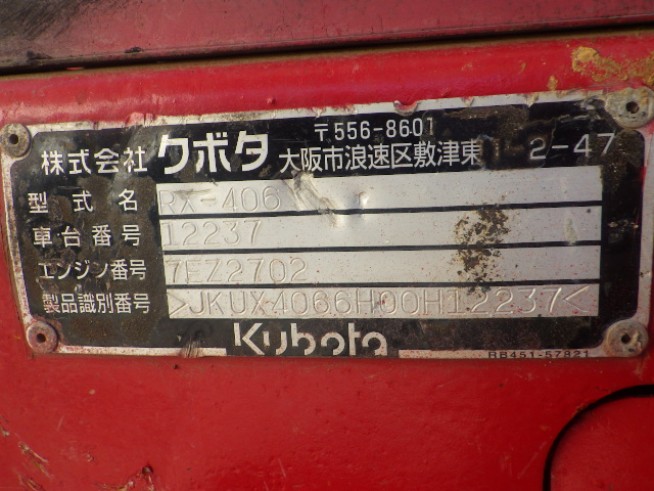 〒556-8601
株式会社 クボタ 大阪市浪速区敷津東 1-2-47
型式名 RX-406
車台番号 12237
エンジン番号 7EZ2702
製品識別番号 >JKUX4066H00H12237<
Kubota
RB451-57821